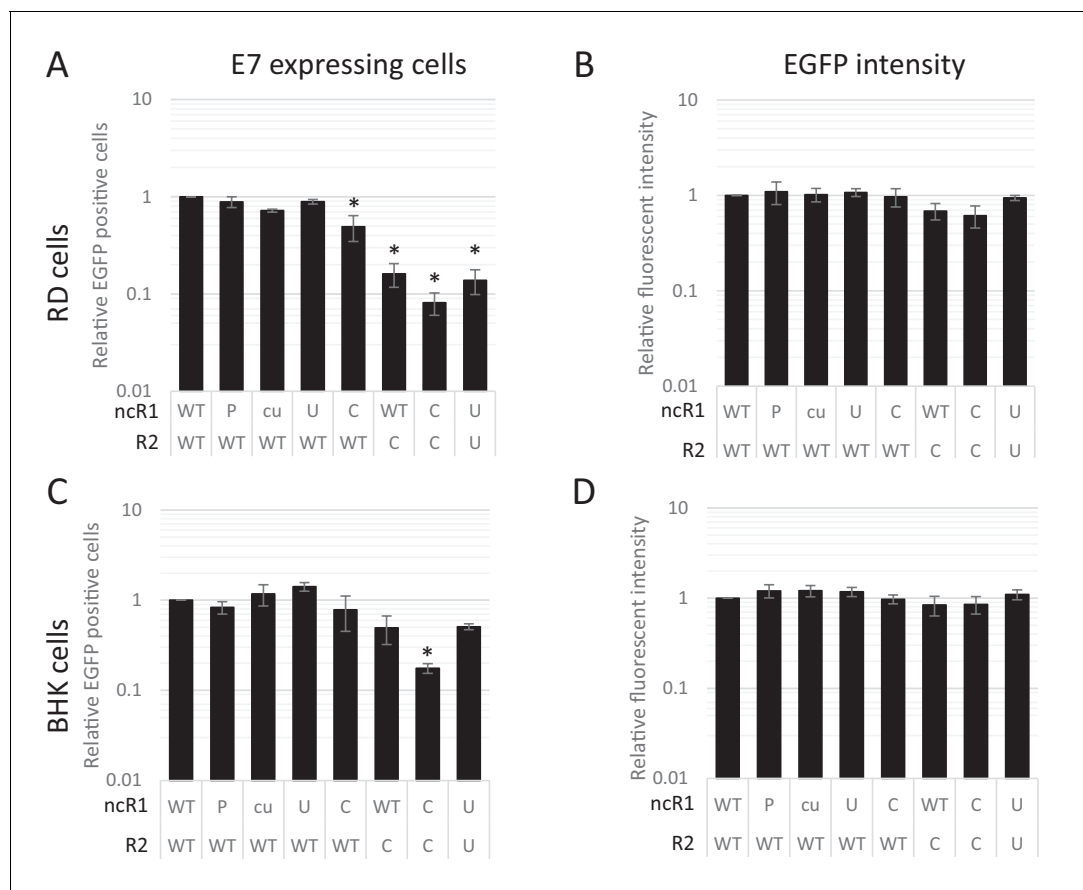 A
E7 expressing cells
B
EGFP intensity
RD cells
Relative EGFP positive cells
10
1
0.1
0.01
* * * *
ncR1 WT P cu U C WT C U
R2 WT WT WT WT WT C C U
Relative fluorescent intensity
10
1
0.1
0.01
ncR1 WT P cu U C WT C U
R2 WT WT WT WT WT C C U
C
D
BHK cells
Relative EGFP positive cells
10
1
0.1
0.01
*
ncR1 WT P cu U C WT C U
R2 WT WT WT WT WT C C U
Relative fluorescent intensity
10
1
0.1
0.01
ncR1 WT P cu U C WT C U
R2 WT WT WT WT WT C C U